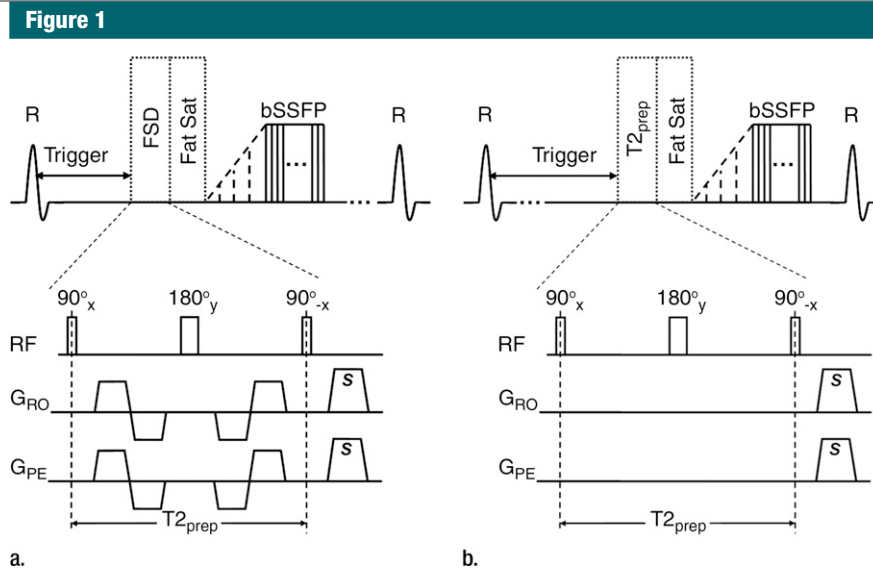 Figure 1
R Trigger FSD Fat Sat bSSFP ... ... R
R ... Trigger T2prep Fat Sat bSSFP ... R
90°x 180°y 90°-x
RF
GRO S
GPE S
T2prep
a.
90°x 180°y 90°-x
RF
GRO S
GPE S
T2prep
b.